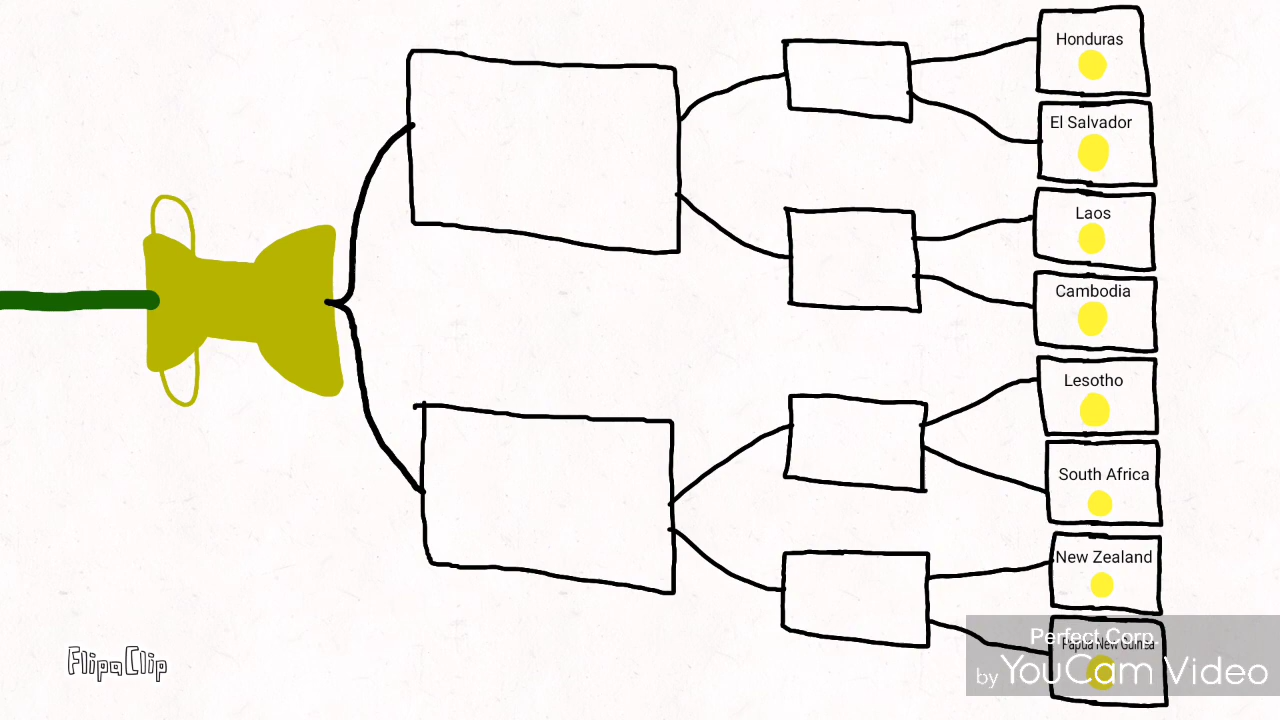 Honduras
El Salvador
Laos
Cambodia
Lesotho
South Africa
New Zealand
Papua New Guinea
Perfect Corp.
by YouCam Video
FlipaClip